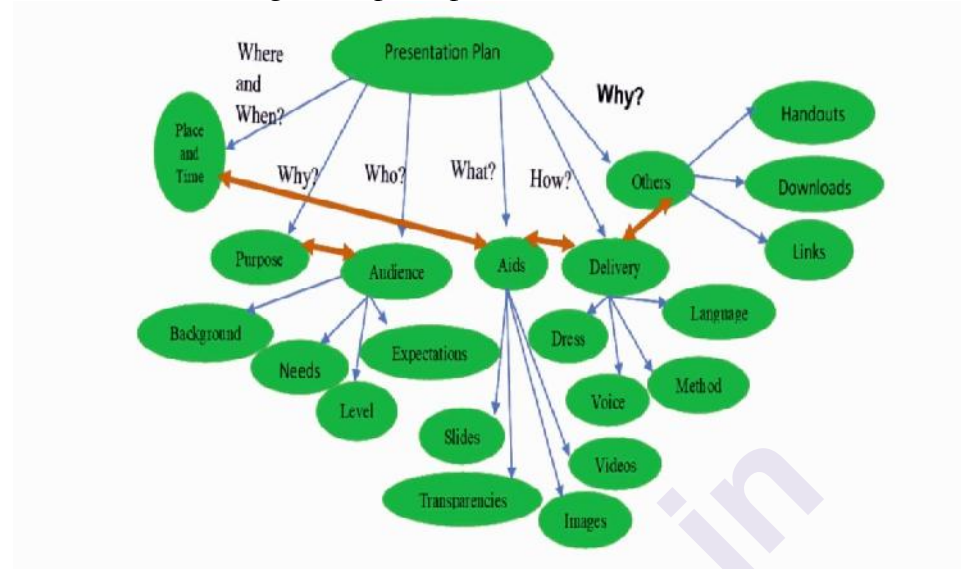 Presentation Plan
Where
and
When?
Why?
Handouts
Place
and
Time
Why?
Who?
What?
How?
Others
Downloads
Links
Purpose
Audience
Aids
Delivery
Background
Needs
Level
Expectations
Dress
Language
Voice
Method
Slides
Videos
Transparencies
Images
in